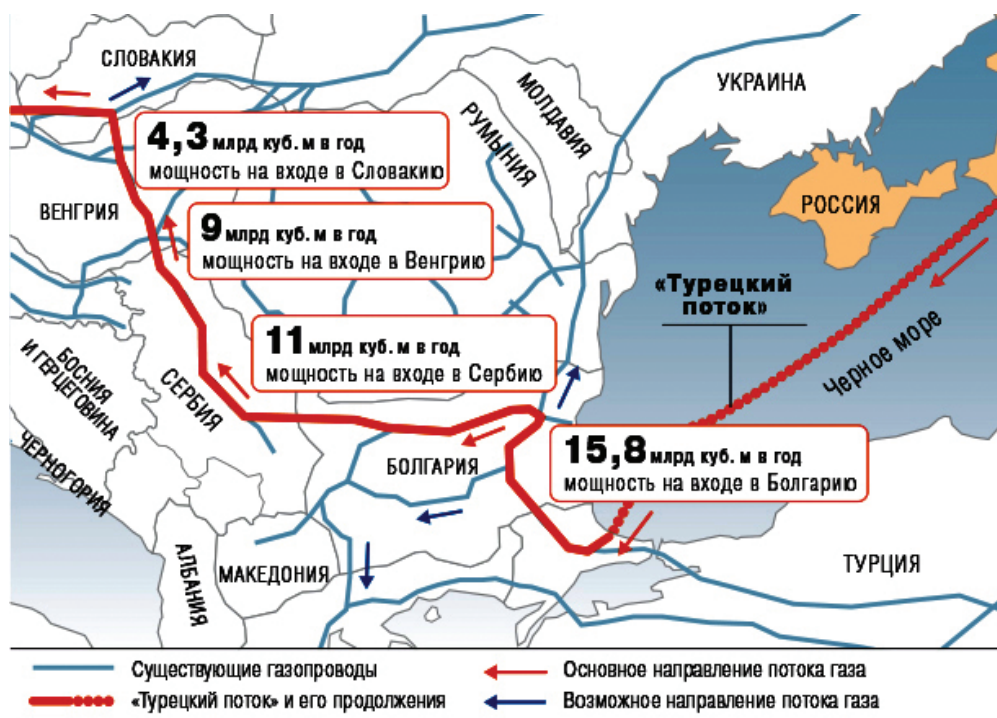 СЛОВАКИЯ
УКРАИНА
МОЛДАВИЯ
РУМЫНИЯ
4,3 млрд куб. м в год
мощность на входе в Словакию
ВЕНГРИЯ
РОССИЯ
9 млрд куб. м в год
мощность на входе в Венгрию
«Турецкий
поток»
Черное море
11 млрд куб. м в год
мощность на входе в Сербию
БОСНИЯ
И ГЕРЦЕГОВИНА
СЕРБИЯ
ЧЕРНОГОРИЯ
БОЛГАРИЯ
15,8 млрд куб. м в год
мощность на входе в Болгарию
АЛБАНИЯ
МАКЕДОНИЯ
ТУРЦИЯ
Существующие газопроводы
Основное направление потока газа
«Турецкий поток» и его продолжения
Возможное направление потока газа